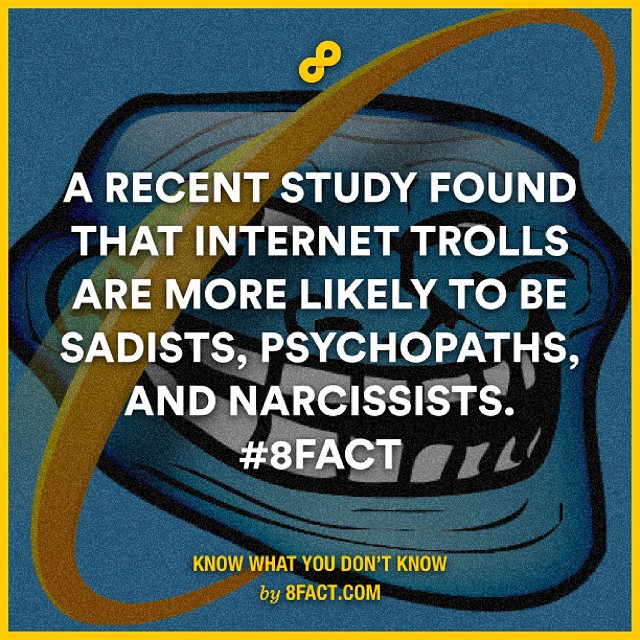 A RECENT STUDY FOUND
THAT INTERNET TROLLS
ARE MORE LIKELY TO BE
SADISTS, PSYCHOPATHS,
AND NARCISSISTS.
#8FACT
KNOW WHAT YOU DON'T KNOW
by 8FACT.COM